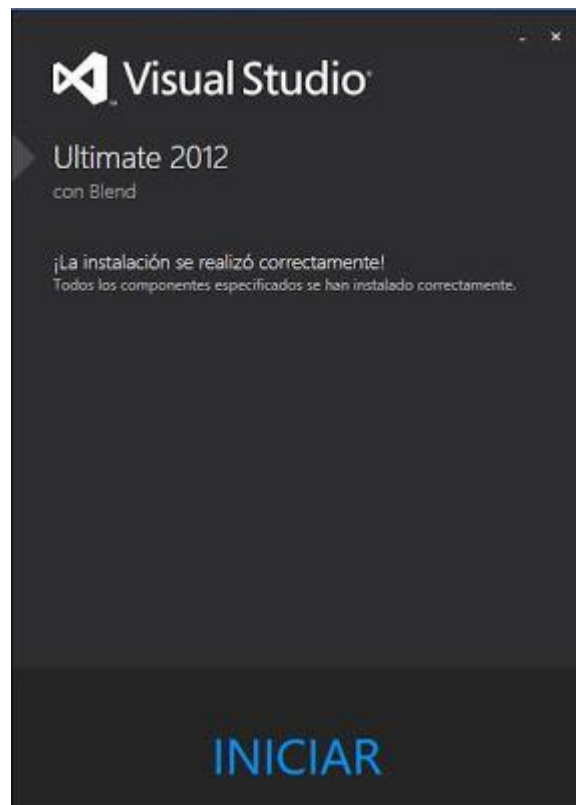 Visual Studio
Ultimate 2012
con Blend
¡La instalación se realizó correctamente!
Todos los componentes especificados se han instalado correctamente.
INICIAR